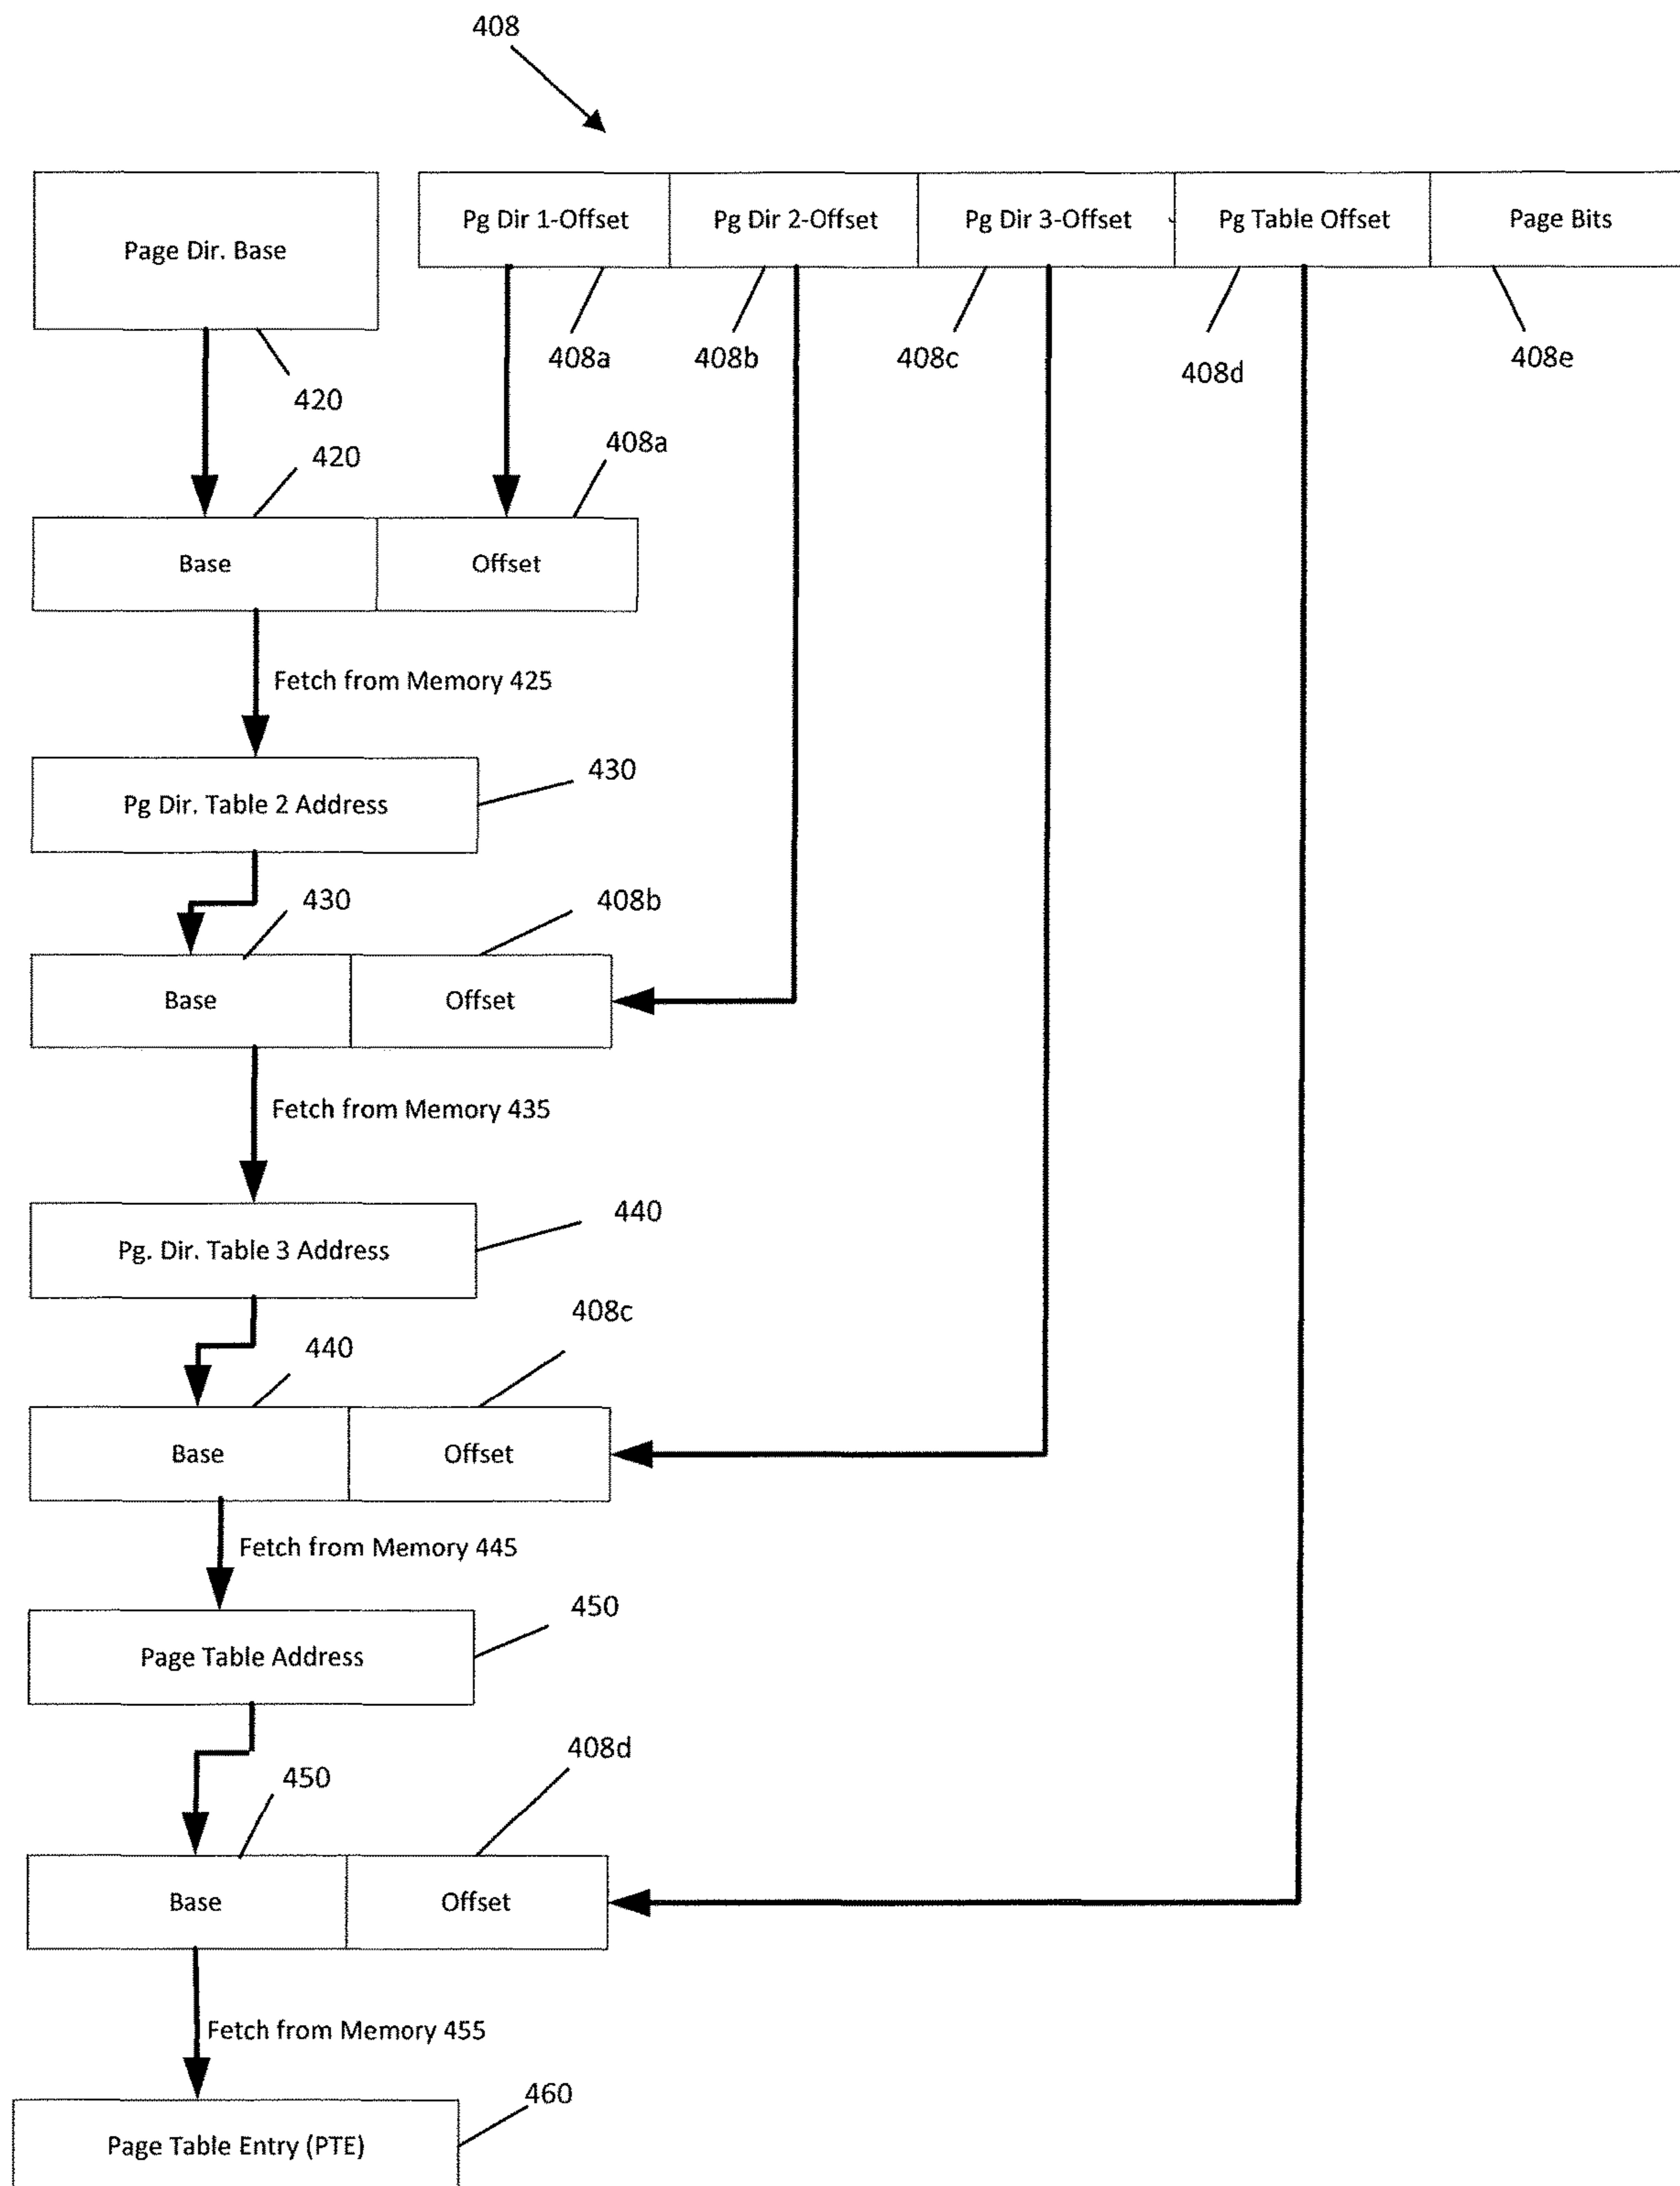 408
Page Dir. Base
Pg Dir 1-Offset
Pg Dir 2-Offset
Pg Dir 3-Offset
Pg Table Offset
Page Bits
408a
408b
408c
408d
408e
420
420
408a
Base
Offset
Fetch from Memory 425
430
Pg Dir. Table 2 Address
430
408b
Base
Offset
Fetch from Memory 435
440
Pg. Dir. Table 3 Address
408c
440
Base
Offset
Fetch from Memory 445
450
Page Table Address
408d
450
Base
Offset
Fetch from Memory 455
460
Page Table Entry (PTE)